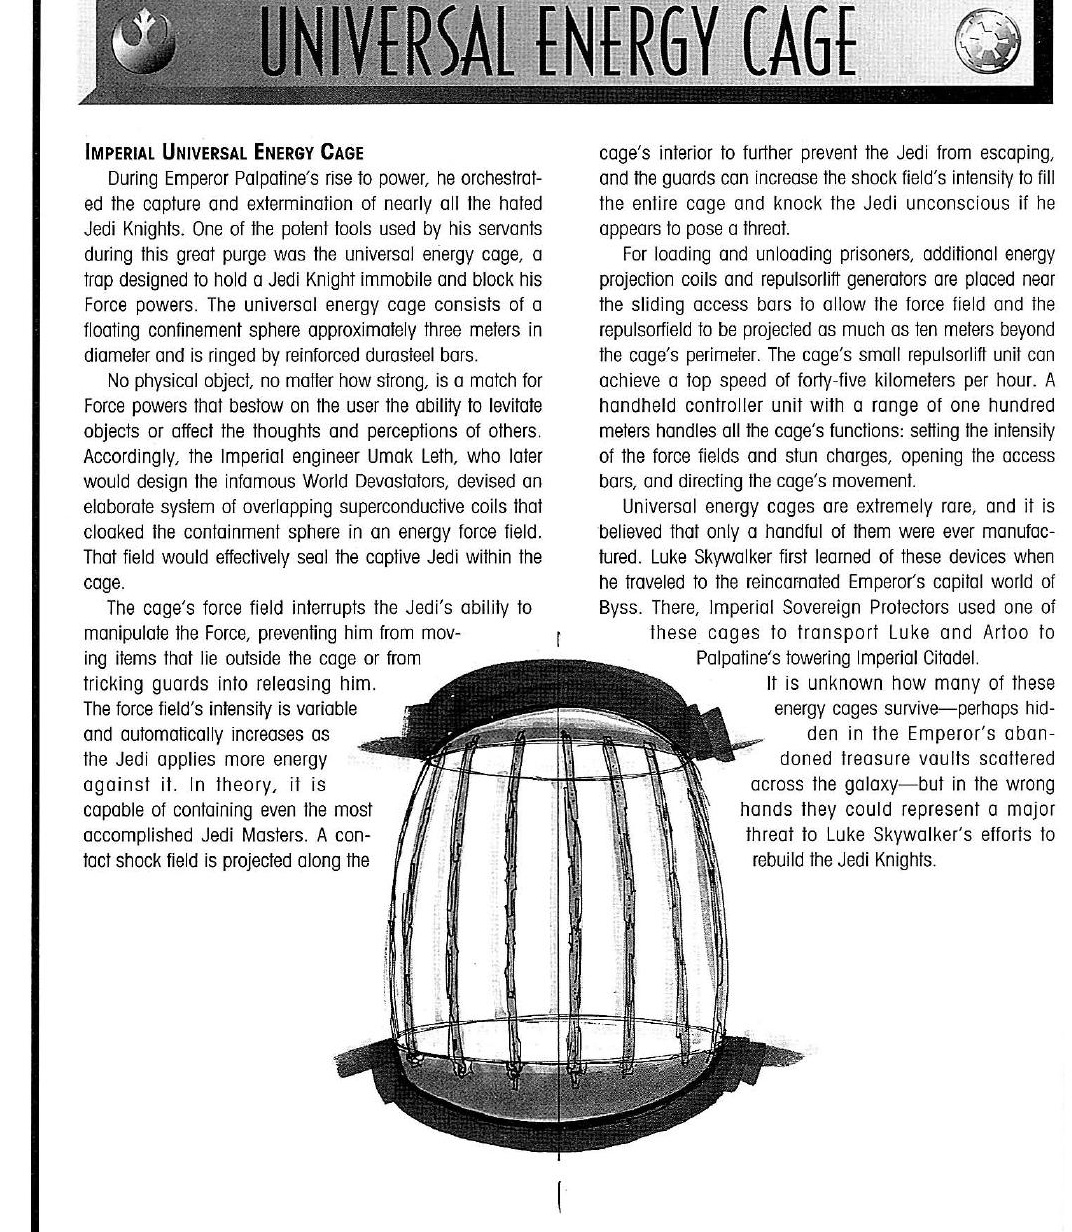 UNIVERSAL ENERGY CAGE
IMPERIAL UNIVERSAL ENERGY CAGE
During Emperor Palpatine's rise to power, he orchestrat-
ed the capture and extermination of nearly all the hated
Jedi Knights. One of the potent tools used by his servants
during this great purge was the universal energy cage, a
trap designed to hold a Jedi Knight immobile and block his
Force powers. The universal energy cage consists of a
floating confinement sphere approximately three meters in
diameter and is ringed by reinforced durasteel bars.
No physical object, no matter how strong, is a match for
Force powers that bestow on the user the ability to levitate
objects or affect the thoughts and perceptions of others.
Accordingly, the Imperial engineer Umak Leth, who later
would design the infamous World Devastators, devised an
elaborate system of overlapping superconductive coils that
cloaked the containment sphere in an energy force field.
That field would effectively seal the captive Jedi within the
cage.
The cage's force field interrupts the Jedi's ability to
manipulate the Force, preventing him from mov-
ing items that lie outside the cage or from
tricking guards into releasing him.
The force field's intensity is variable
and automatically increases as
the Jedi applies more energy
against it. In theory, it is
capable of containing even the most
accomplished Jedi Masters. A con-
tact shock field is projected along the
cage's interior to further prevent the Jedi from escaping,
and the guards can increase the shock field's intensity to fill
the entire cage and knock the Jedi unconscious if he
appears to pose a threat.
For loading and unloading prisoners, additional energy
projection coils and repulsorlift generators are placed near
the sliding access bars to allow the force field and the
repulsorfield to be projected as much as ten meters beyond
the cage's perimeter. The cage's small repulsorlift unit can
achieve a top speed of forty-five kilometers per hour. A
handheld controller unit with a range of one hundred
meters handles all the cage's functions: setting the intensity
of the force fields and stun charges, opening the access
bars, and directing the cage's movement.
Universal energy cages are extremely rare, and it is
believed that only a handful of them were ever manufac-
tured. Luke Skywalker first learned of these devices when
he traveled to the reincarnated Emperor's capital world of
Byss. There, Imperial Sovereign Protectors used one of
these cages to transport Luke and Artoo to
Palpatine's towering Imperial Citadel.
It is unknown how many of these
energy cages survive—perhaps hid-
den in the Emperor's aban-
doned treasure vaults scattered
across the galaxy—but in the wrong
hands they could represent a major
threat to Luke Skywalker's efforts to
rebuild the Jedi Knights.